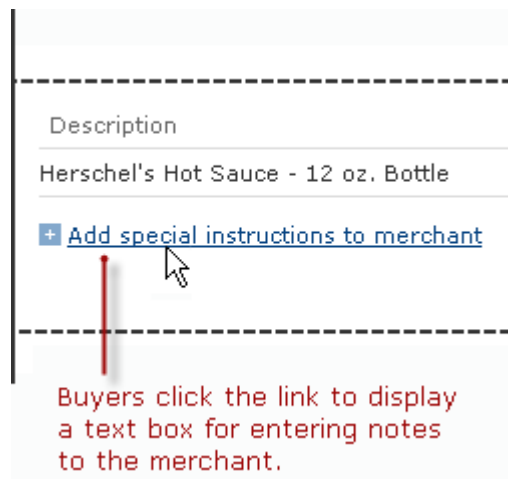 Description
Herschel's Hot Sauce - 12 oz. Bottle
+ Add special instructions to merchant
Buyers click the link to display
a text box for entering notes
to the merchant.